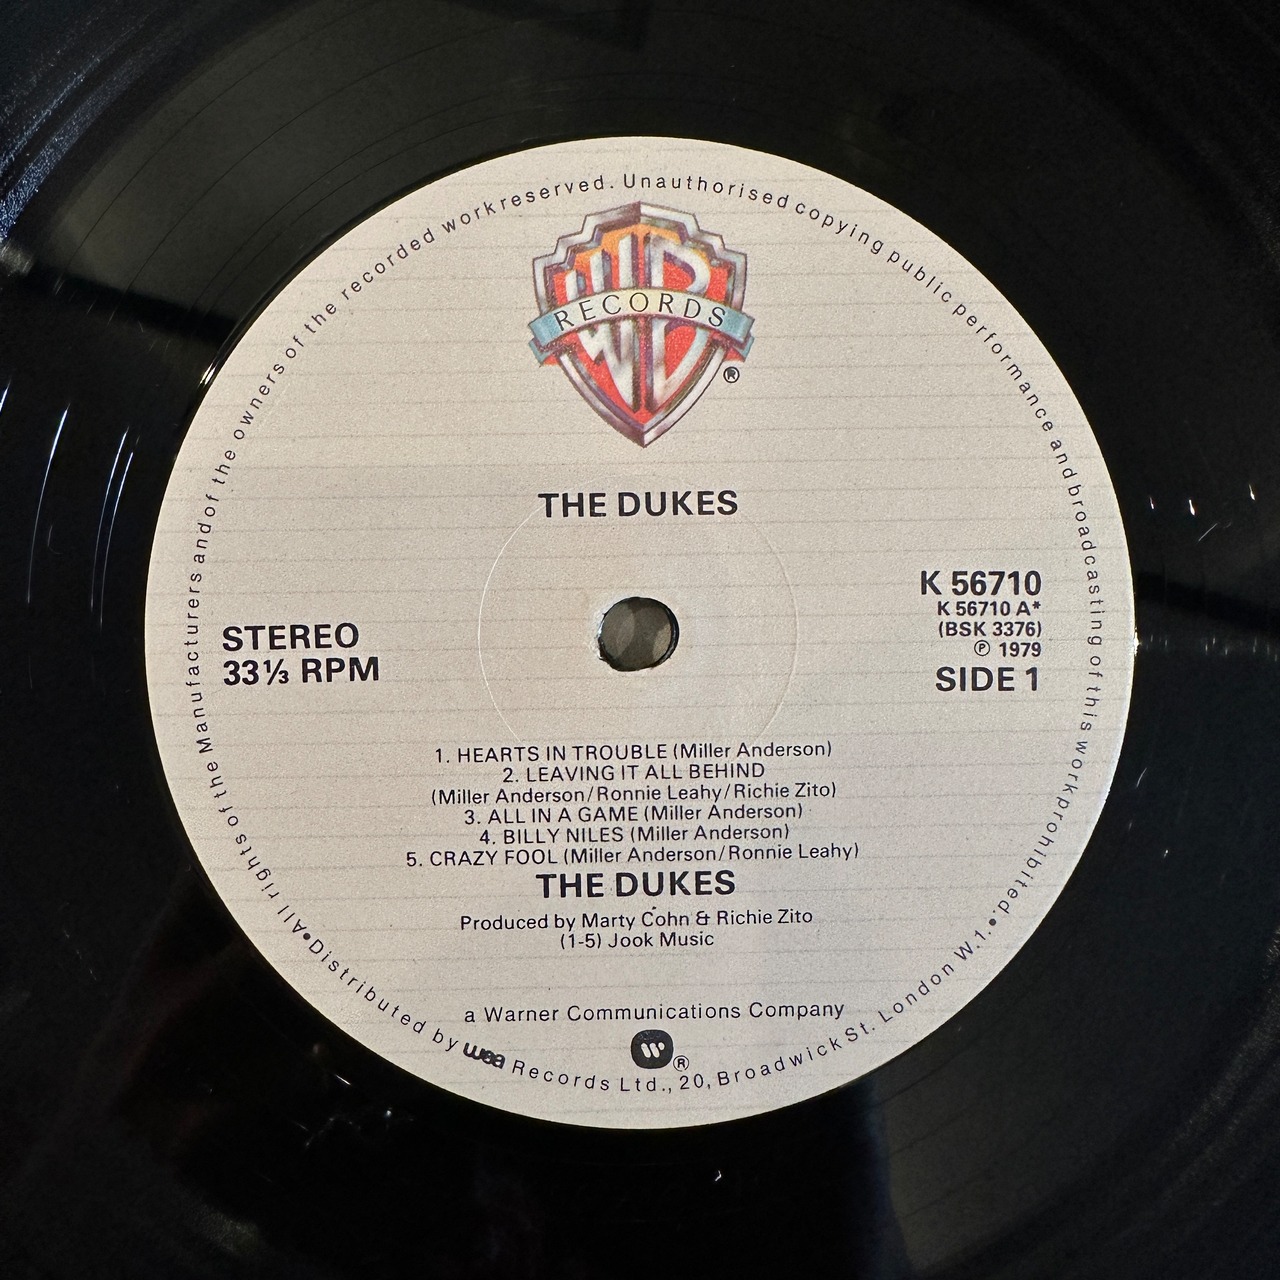 All rights of the Manufacturers and of the owners of the recorded work reserved. Unauthorised copying public performance and broadcasting of this work prohibited.
WB
RECORDS
®
THE DUKES
STEREO
33⅓ RPM
K 56710
K 56710 A*
(BSK 3376)
℗ 1979
SIDE 1
1. HEARTS IN TROUBLE (Miller Anderson)
2. LEAVING IT ALL BEHIND
(Miller Anderson/Ronnie Leahy/Richie Zito)
3. ALL IN A GAME (Miller Anderson)
4. BILLY NILES (Miller Anderson)
5. CRAZY FOOL (Miller Anderson/Ronnie Leahy)
THE DUKES
Produced by Marty Cohn & Richie Zito
(1-5) Jook Music
a Warner Communications Company
®
•Distributed by wea Records Ltd., 20, Broadwick St. London W.1.•